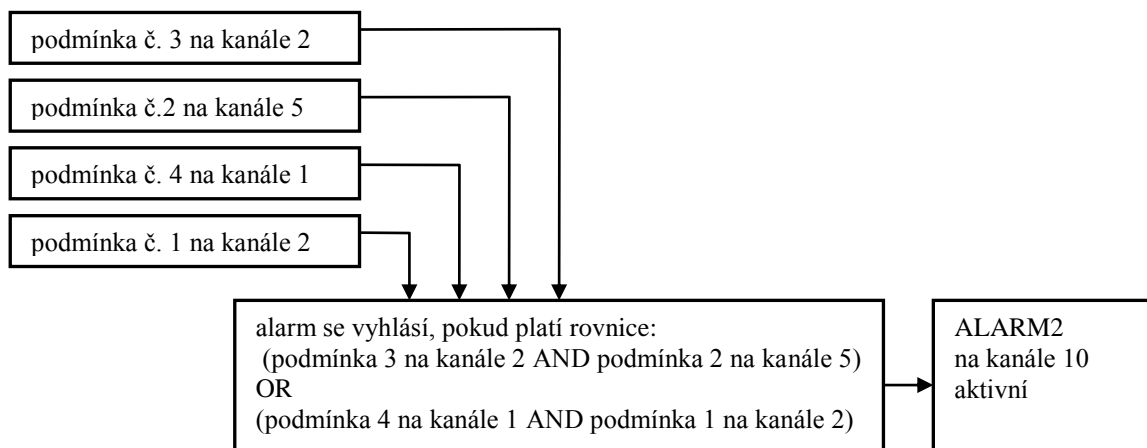 podmínka č. 3 na kanále 2
podmínka č.2 na kanále 5
podmínka č. 4 na kanále 1
podmínka č. 1 na kanále 2
alarm se vyhlásí, pokud platí rovnice:
(podmínka 3 na kanále 2 AND podmínka 2 na kanále 5)
OR
(podmínka 4 na kanále 1 AND podmínka 1 na kanále 2)
ALARM2
na kanále 10
aktivní